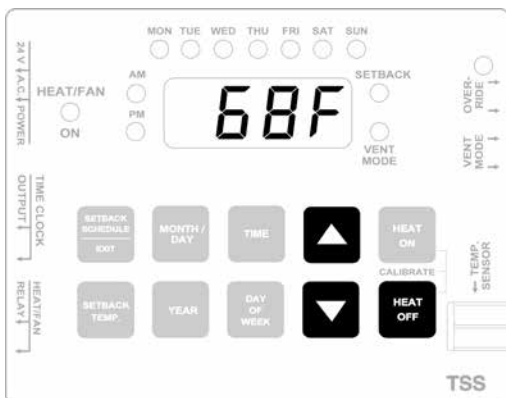 MON TUE WED THU FRI SAT SUN
24 V A.C. POWER
HEAT/FAN
ON
AM
PM
68F
SETBACK
VENT
MODE
OVER-
RIDE
VENT
MODE
TIME CLOCK
OUTPUT
SETBACK
SCHEDULE
EXIT
MONTH /
DAY
TIME
HEAT
ON
CALIBRATE
TEMP.
SENSOR
HEAT/FAN
RELAY
SETBACK
TEMP.
YEAR
DAY
OF
WEEK
HEAT
OFF
TSS